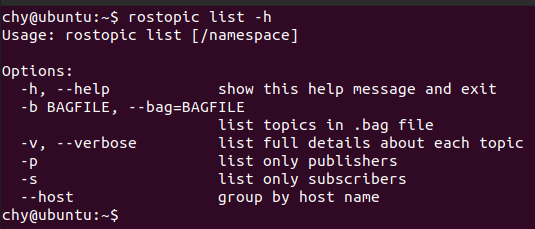 chy@ubuntu:~$ rostopic list -h
Usage: rostopic list [/namespace]

Options:
  -h, --help            show this help message and exit
  -b BAGFILE, --bag=BAGFILE
                        list topics in .bag file
  -v, --verbose         list full details about each topic
  -p                    list only publishers
  -s                    list only subscribers
  --host                group by host name
chy@ubuntu:~$